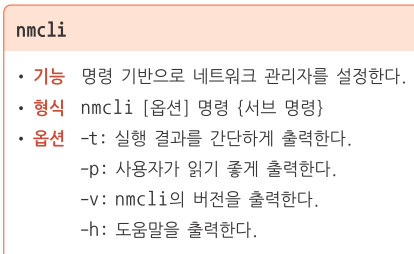 nmcli
• 기능 명령 기반으로 네트워크 관리자를 설정한다.
• 형식 nmcli [옵션] 명령 {서브 명령}
• 옵션 -t: 실행 결과를 간단하게 출력한다.
-p: 사용자가 읽기 좋게 출력한다.
-v: nmcli의 버전을 출력한다.
-h: 도움말을 출력한다.